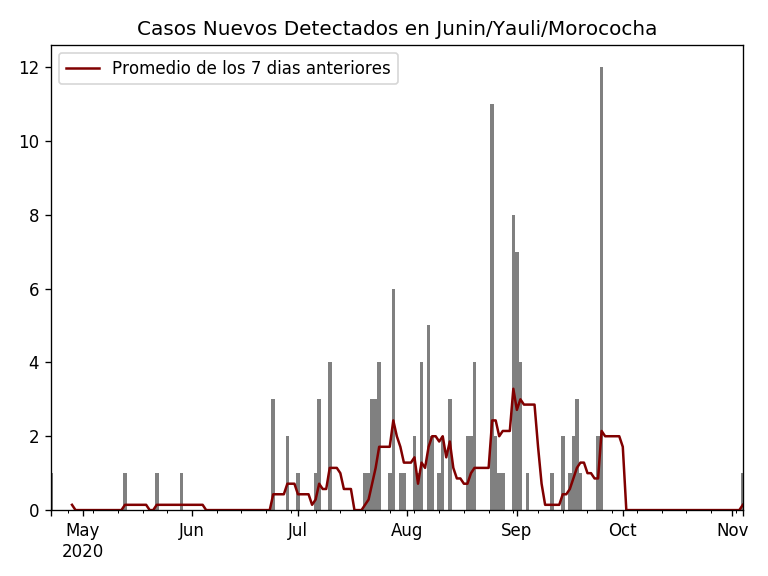 Casos Nuevos Detectados en Junin/Yauli/Morococha
Promedio de los 7 dias anteriores
12
10
8
6
4
2
0
May Jun Jul Aug Sep Oct Nov
2020